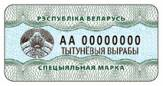 РЭСПУБЛІКА БЕЛАРУСЬ
АА 00000000
ТЫТУНЁВЫЯ ВЫРАБЫ
СПЕЦЫЯЛЬНАЯ МАРКА